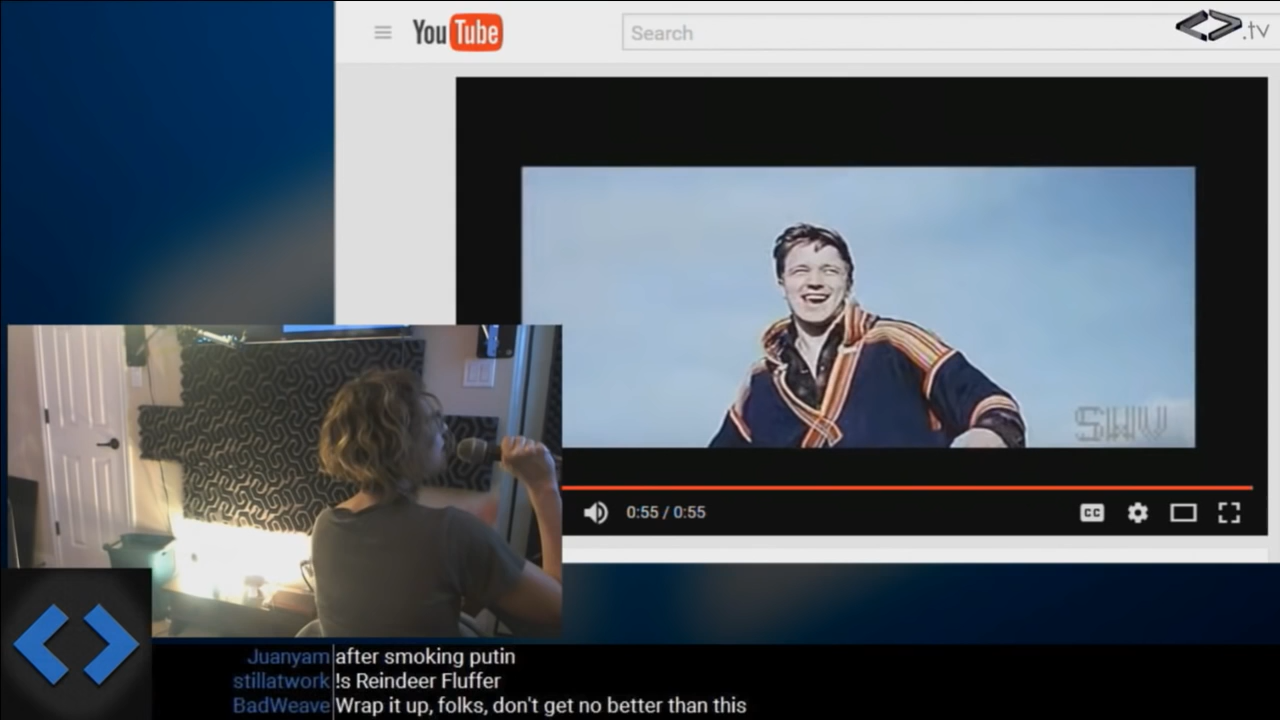 YouTube
Search
<>.tv
SWV
0:55 / 0:55
CC
Juanyam after smoking putin
stillatwork !s Reindeer Fluffer
BadWeave Wrap it up, folks, don't get no better than this